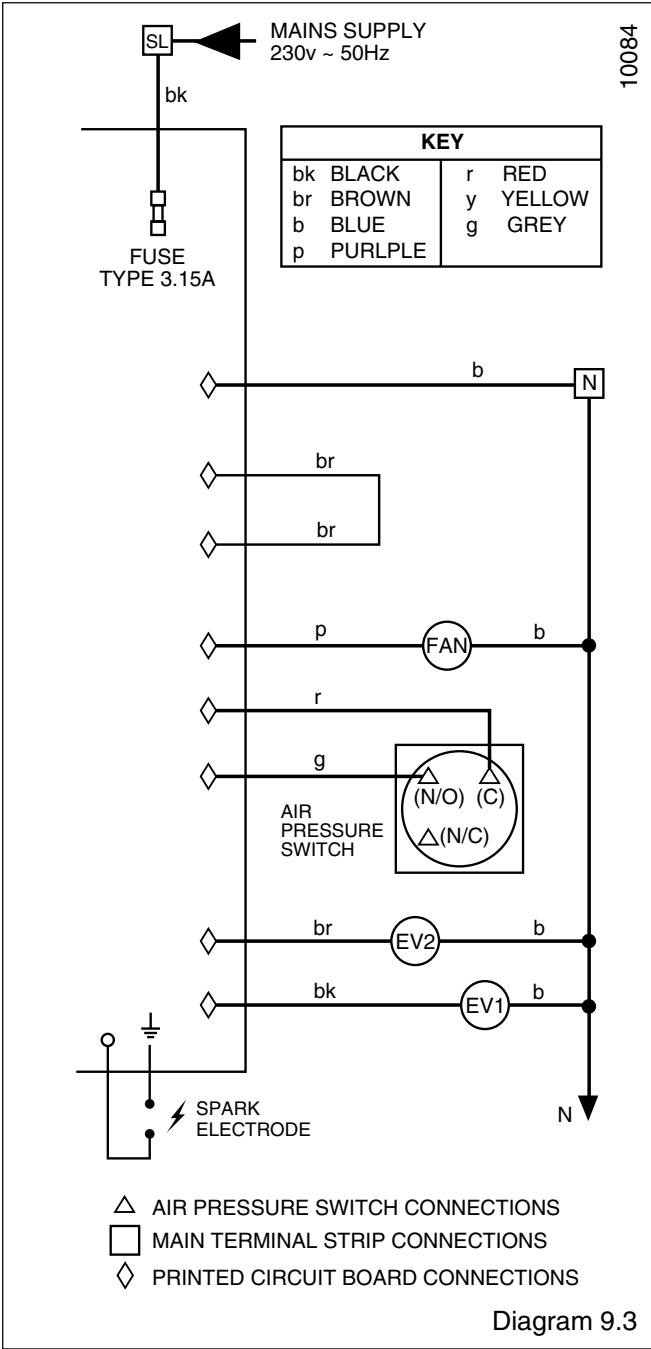 SL
MAINS SUPPLY
230v ~ 50Hz
10084
bk
KEY
bk BLACK r RED
br BROWN y YELLOW
b BLUE g GREY
p PURLPLE
FUSE
TYPE 3.15A
b
N
br
br
p
FAN
b
r
g
(N/O) (C)
(N/C)
AIR
PRESSURE
SWITCH
br
EV2
b
bk
EV1
b
SPARK
ELECTRODE
N
AIR PRESSURE SWITCH CONNECTIONS
MAIN TERMINAL STRIP CONNECTIONS
PRINTED CIRCUIT BOARD CONNECTIONS
Diagram 9.3